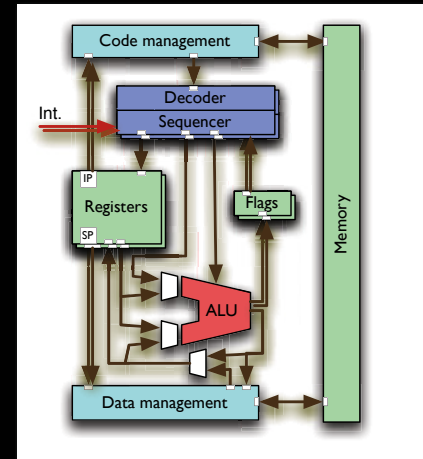 Code management
Decoder
Int.
Sequencer
IP
Registers
Flags
SP
Memory
ALU
Data management